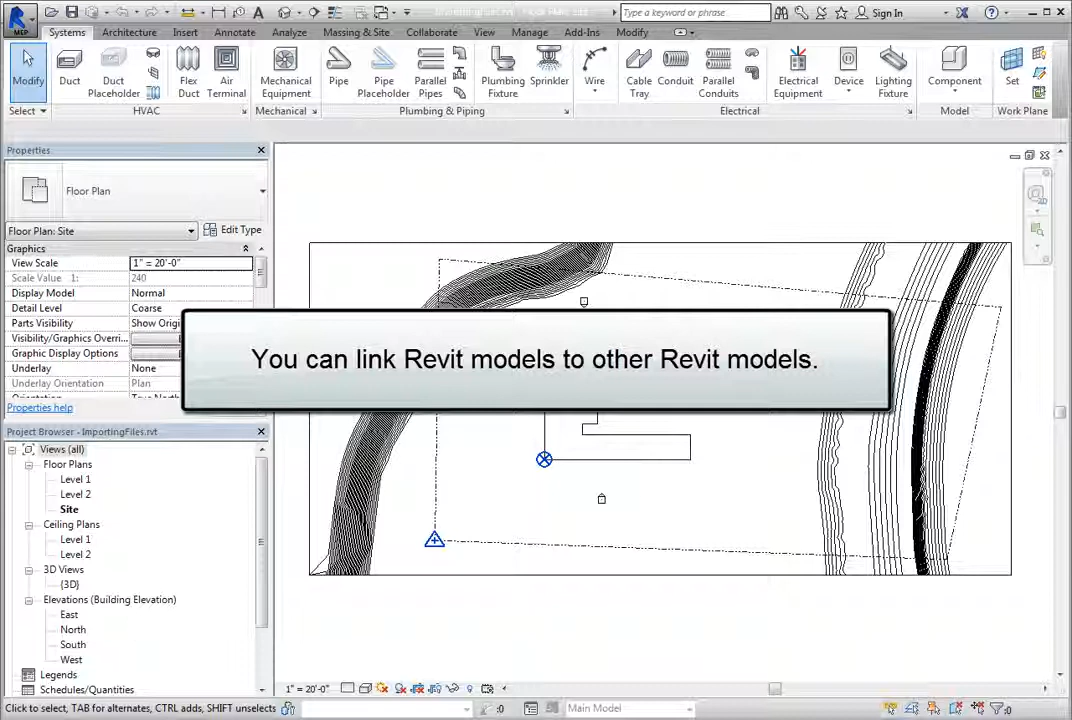 Type a keyword or phrase
Sign In
MEP
Systems Architecture Insert Annotate Analyze Massing & Site Collaborate View Manage Add-Ins Modify
Modify
Duct
Duct Placeholder
Flex Duct
Air Terminal
Mechanical Equipment
Pipe
Pipe Placeholder
Parallel Pipes
Plumbing Fixture
Sprinkler
Wire
Cable Tray
Conduit
Parallel Conduits
Electrical Equipment
Device
Lighting Fixture
Component
Set
Select HVAC Mechanical Plumbing & Piping Electrical Model Work Plane
Properties
Floor Plan
Floor Plan: Site Edit Type
Graphics
View Scale 1" = 20'-0"
Scale Value 1: 240
Display Model Normal
Detail Level Coarse
Parts Visibility Show Origi
Visibility/Graphics Overri...
Graphic Display Options
Underlay None
Underlay Orientation Plan
Properties help
You can link Revit models to other Revit models.
Project Browser - ImportingFiles.rvt
Views (all)
Floor Plans
Level 1
Level 2
Site
Ceiling Plans
Level 1
Level 2
3D Views
{3D}
Elevations (Building Elevation)
East
North
South
West
Legends
Schedules/Quantities
1" = 20'-0"
Click to select, TAB for alternates, CTRL adds, SHIFT unselects
:0
Main Model
:0